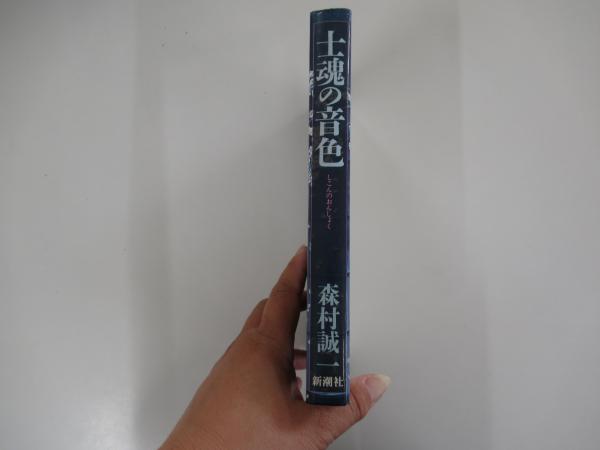 士魂の音色
しこんのおんしょく
森村誠一
新潮社